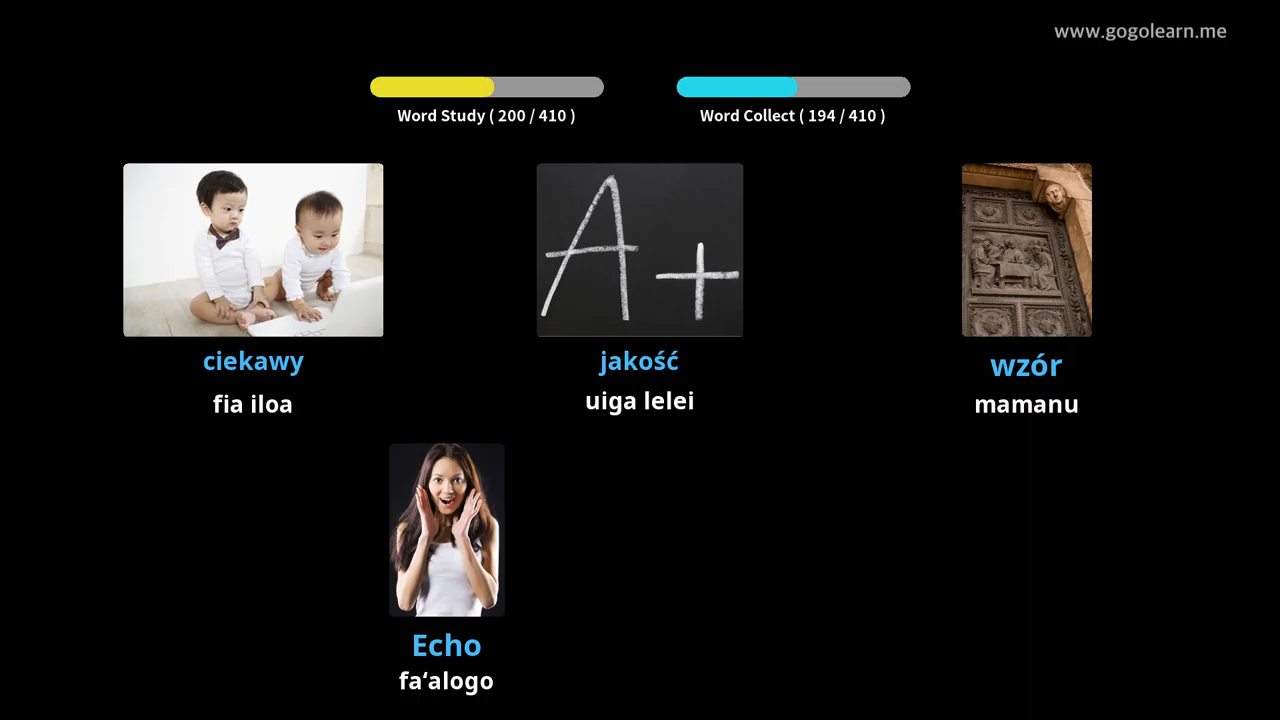 www.gogolearn.me
Word Study ( 200 / 410 )
Word Collect ( 194 / 410 )
A+
ciekawy
fia iloa
jakość
uiga lelei
wzór
mamanu
Echo
fa‘alogo